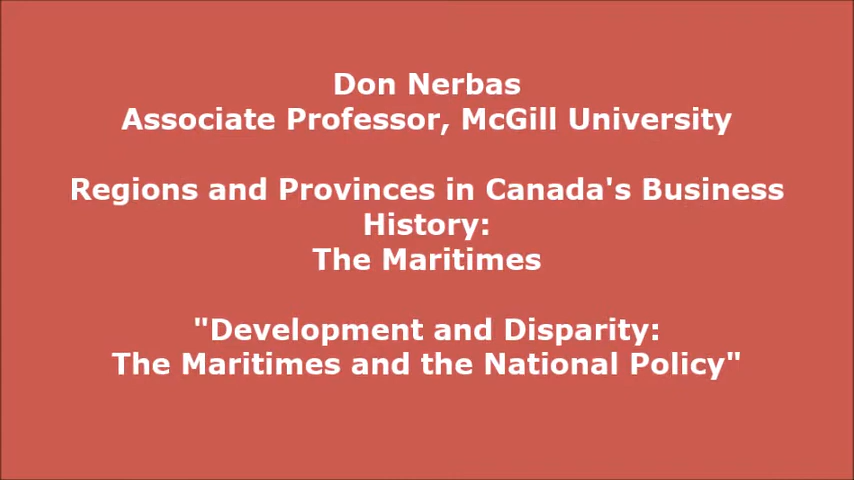 Don Nerbas
Associate Professor, McGill University
Regions and Provinces in Canada's Business
History:
The Maritimes
"Development and Disparity:
The Maritimes and the National Policy"